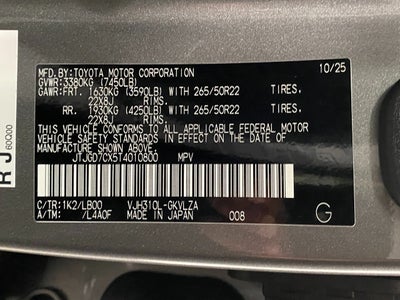 MFD.BY:TOYOTA MOTOR CORPORATION 10/25
GVWR:3380KG (7450LB)
GAWR:FRT. 1630KG (3590LB) WITH 265/50R22 TIRES.
22X8J RIMS.
RR. 1930KG (4250LB) WITH 265/50R22 TIRES.
22X8J RIMS.
THIS VEHICLE CONFORMS TO ALL APPLICABLE FEDERAL MOTOR
VEHICLE SAFETY STANDARDS IN EFFECT ON THE DATE OF
MANUFACTURE SHOWN ABOVE.
JTJGD7CX5T4010800 MPV
C/TR:1K2/LB00 VJH310L-GKVLZA
A/TM: /L4A0F MADE IN JAPAN 008 G
RJ
60Q00